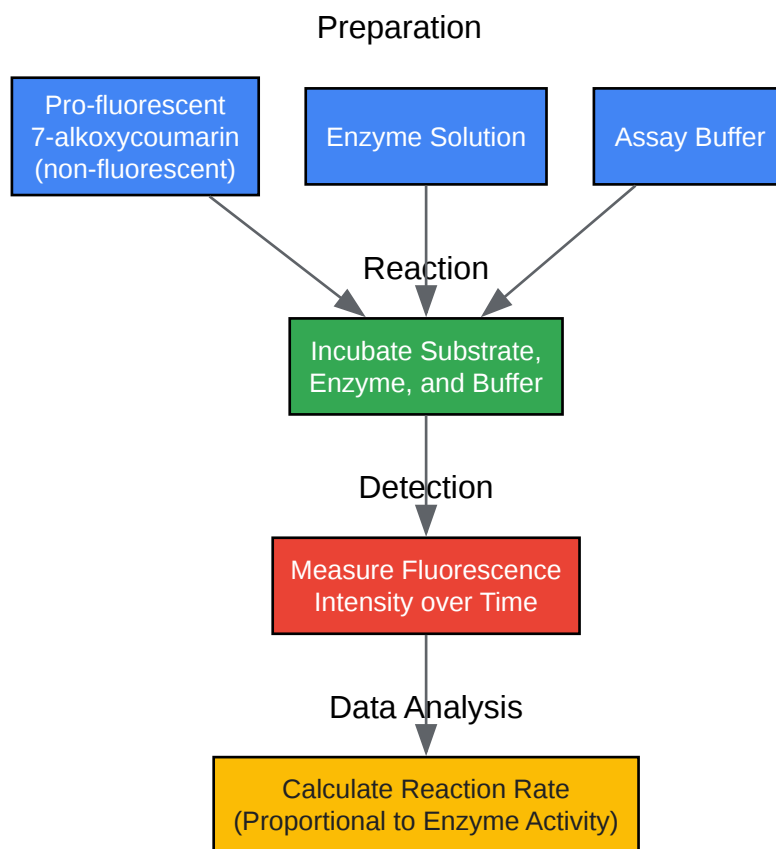 Preparation
Pro-fluorescent
7-alkoxycoumarin
(non-fluorescent)
Enzyme Solution
Assay Buffer
Reaction
Incubate Substrate,
Enzyme, and Buffer
Detection
Measure Fluorescence
Intensity over Time
Data Analysis
Calculate Reaction Rate
(Proportional to Enzyme Activity)